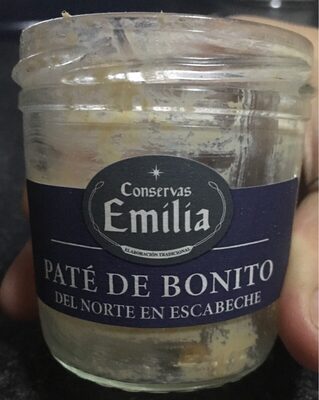 Conservas
Emilia
ELABORACIÓN TRADICIONAL
PATÉ DE BONITO
DEL NORTE EN ESCABECHE